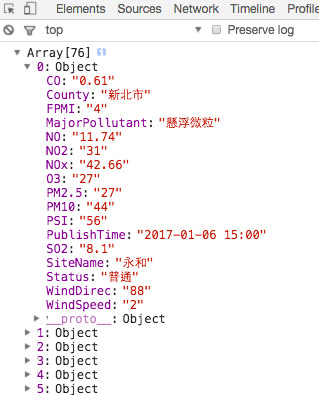 Elements Sources Network Timeline Profile
top Preserve log
Array[76] i
0: Object
CO: "0.61"
County: "新北市"
FPMI: "4"
MajorPollutant: "懸浮微粒"
NO: "11.74"
NO2: "31"
NOx: "42.66"
O3: "27"
PM2.5: "27"
PM10: "44"
PSI: "56"
PublishTime: "2017-01-06 15:00"
SO2: "8.1"
SiteName: "永和"
Status: "普通"
WindDirec: "88"
WindSpeed: "2"
__proto__: Object
1: Object
2: Object
3: Object
4: Object
5: Object